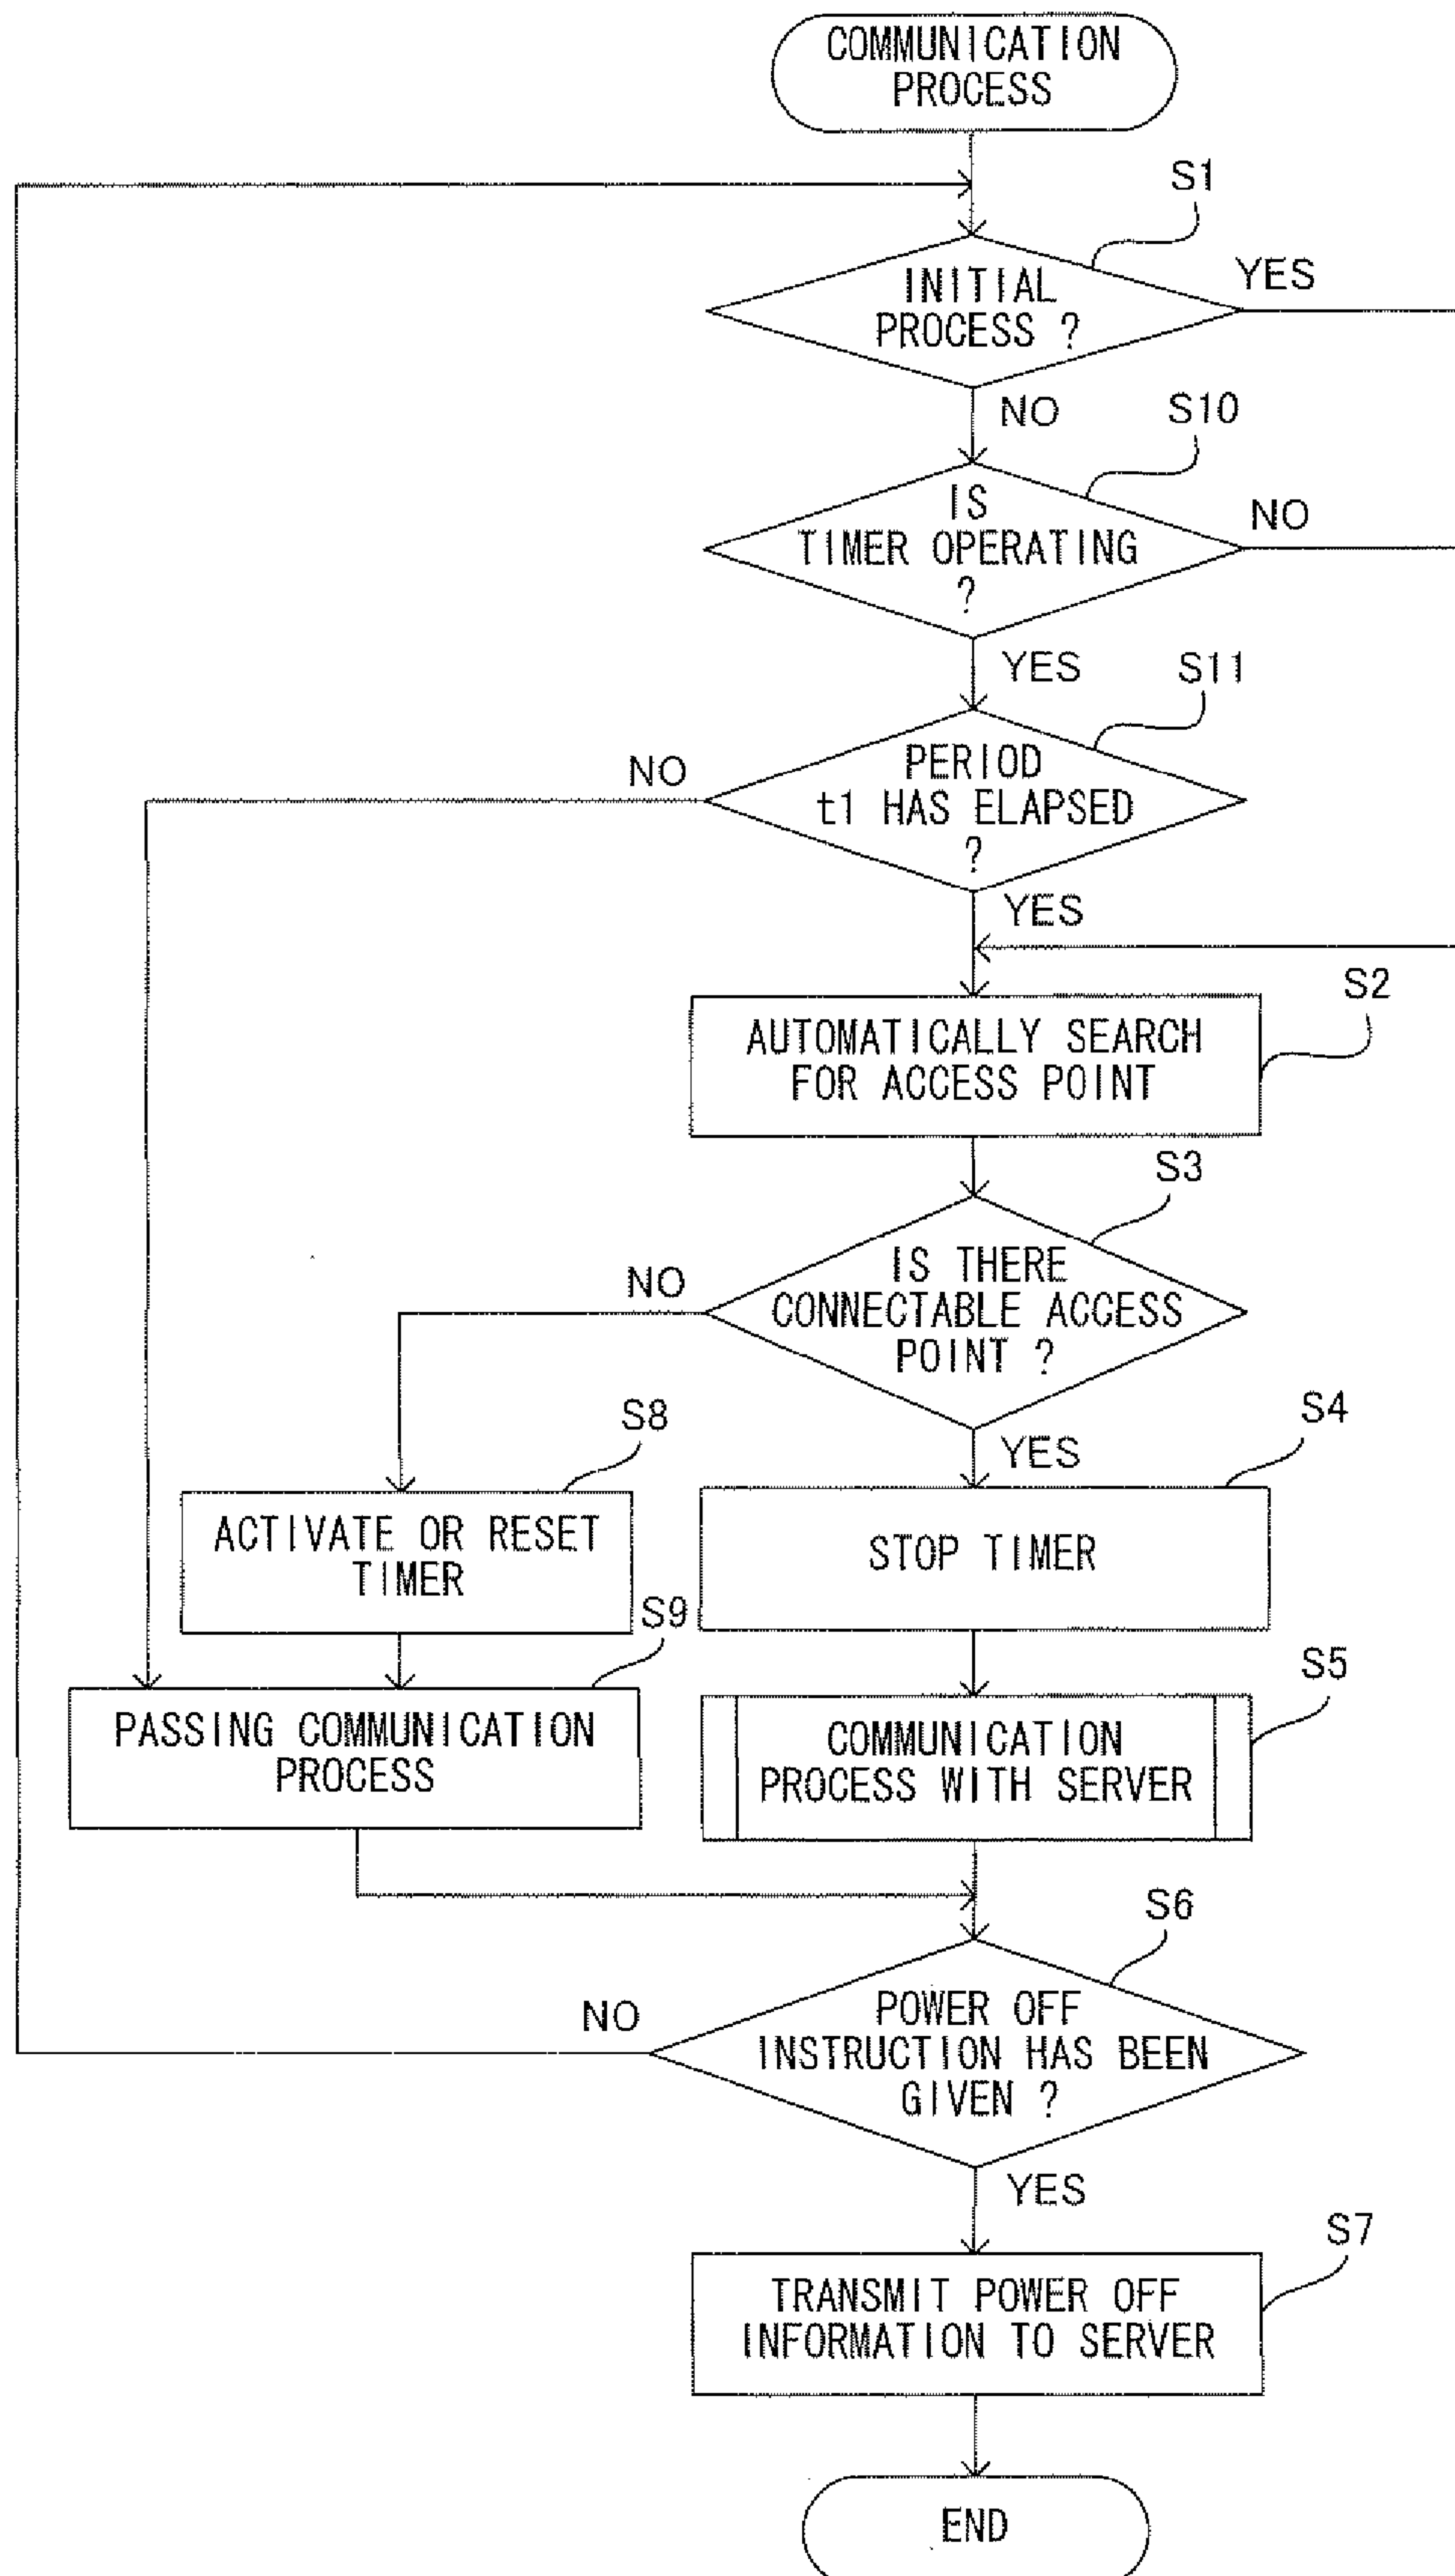 COMMUNICATION
PROCESS
S1
INITIAL
PROCESS ?
YES
NO
S10
IS
TIMER OPERATING
?
NO
YES
S11
PERIOD
t1 HAS ELAPSED
?
NO
YES
S2
AUTOMATICALLY SEARCH
FOR ACCESS POINT
S3
IS THERE
CONNECTABLE ACCESS
POINT ?
NO
YES
S8
ACTIVATE OR RESET
TIMER
S4
STOP TIMER
S9
PASSING COMMUNICATION
PROCESS
S5
COMMUNICATION
PROCESS WITH SERVER
S6
POWER OFF
INSTRUCTION HAS BEEN
GIVEN ?
NO
YES
S7
TRANSMIT POWER OFF
INFORMATION TO SERVER
END